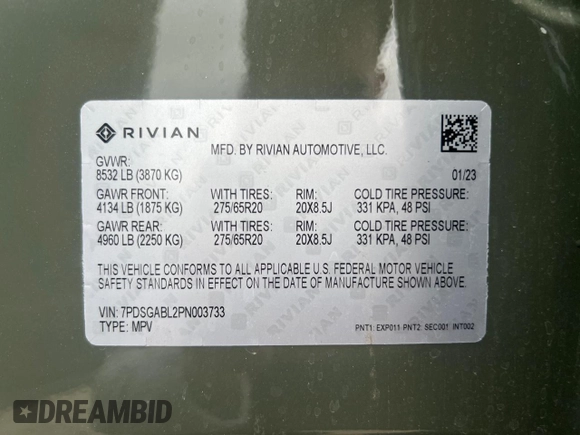 RIVIAN
MFD. BY RIVIAN AUTOMOTIVE, LLC.
GVWR:
8532 LB (3870 KG) 01/23
GAWR FRONT: WITH TIRES: RIM: COLD TIRE PRESSURE:
4134 LB (1875 KG) 275/65R20 20X8.5J 331 KPA, 48 PSI
GAWR REAR: WITH TIRES: RIM: COLD TIRE PRESSURE:
4960 LB (2250 KG) 275/65R20 20X8.5J 331 KPA, 48 PSI
THIS VEHICLE CONFORMS TO ALL APPLICABLE U.S. FEDERAL MOTOR VEHICLE
SAFETY STANDARDS IN EFFECT ON THE DATE OF MANUFACTURE SHOWN ABOVE.
VIN: 7PDSGABL2PN003733
TYPE: MPV
PNT1: EXP011 PNT2: SEC001 INT002
DREAMBID